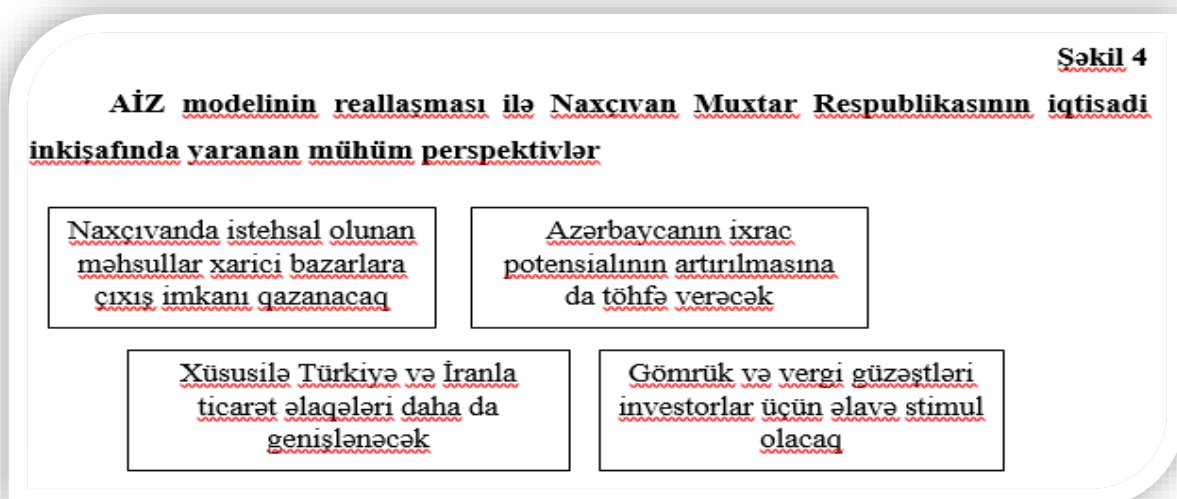 Şəkil 4
AİZ modelinin reallaşması ilə Naxçıvan Muxtar Respublikasının iqtisadi
inkişafında yaranan mühüm perspektivlər
Naxçıvanda istehsal olunan
məhsullar xarici bazarlara
çıxış imkanı qazanacaq
Azərbaycanın ixrac
potensialının artırılmasına
da töhfə verəcək
Xüsusilə Türkiyə və İranla
ticarət əlaqələri daha da
genişlənəcək
Gömrük və vergi güzəştləri
investorlar üçün əlavə stimul
olacaq